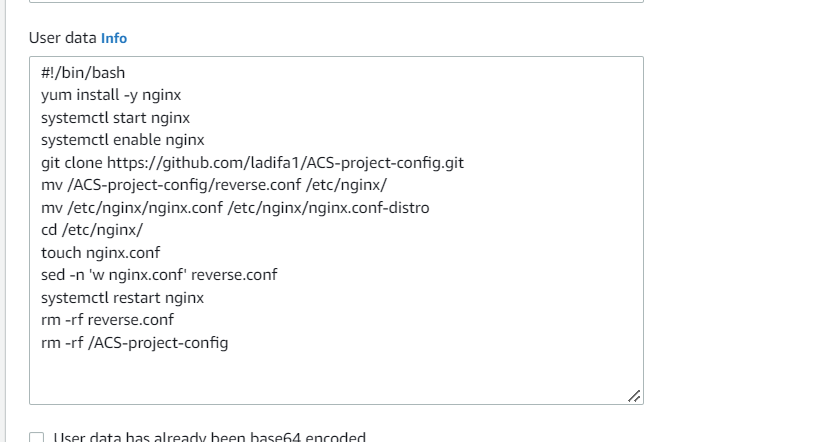 User data Info
#!/bin/bash
yum install -y nginx
systemctl start nginx
systemctl enable nginx
git clone https://github.com/ladifa1/ACS-project-config.git
mv /ACS-project-config/reverse.conf /etc/nginx/
mv /etc/nginx/nginx.conf /etc/nginx/nginx.conf-distro
cd /etc/nginx/
touch nginx.conf
sed -n 'w nginx.conf' reverse.conf
systemctl restart nginx
rm -rf reverse.conf
rm -rf /ACS-project-config
User data has already been base64 encoded